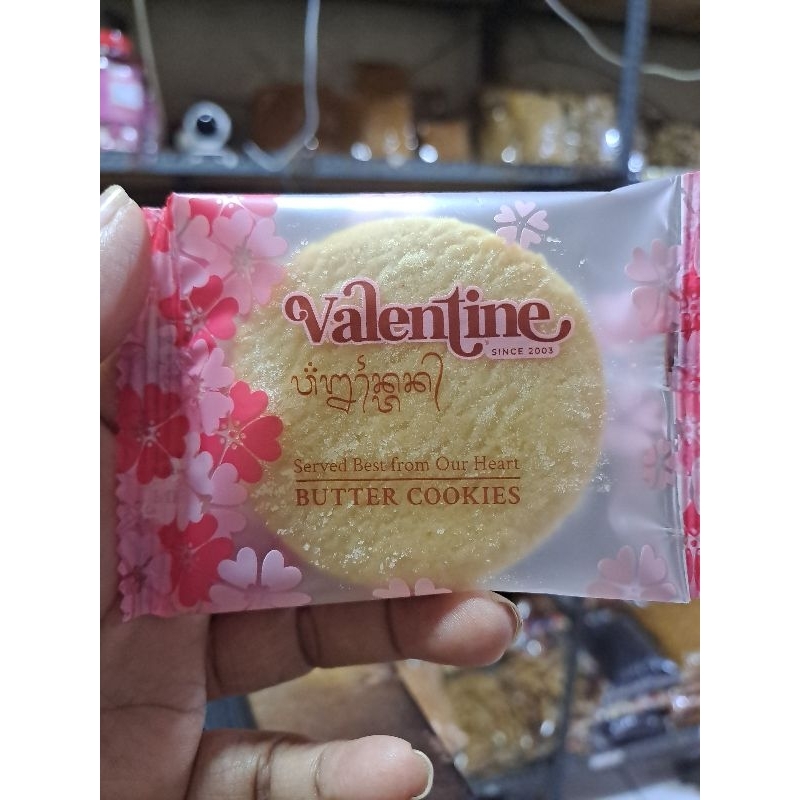 Valentine
SINCE 2003
Served Best from Our Heart
BUTTER COOKIES